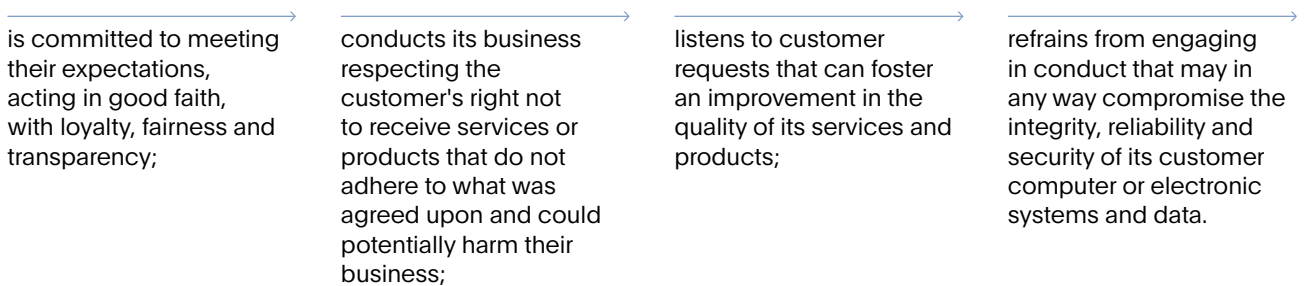 is committed to meeting
their expectations,
acting in good faith,
with loyalty, fairness and
transparency;
conducts its business
respecting the
customer's right not
to receive services or
products that do not
adhere to what was
agreed upon and could
potentially harm their
business;
listens to customer
requests that can foster
an improvement in the
quality of its services and
products;
refrains from engaging
in conduct that may in
any way compromise the
integrity, reliability and
security of its customer
computer or electronic
systems and data.